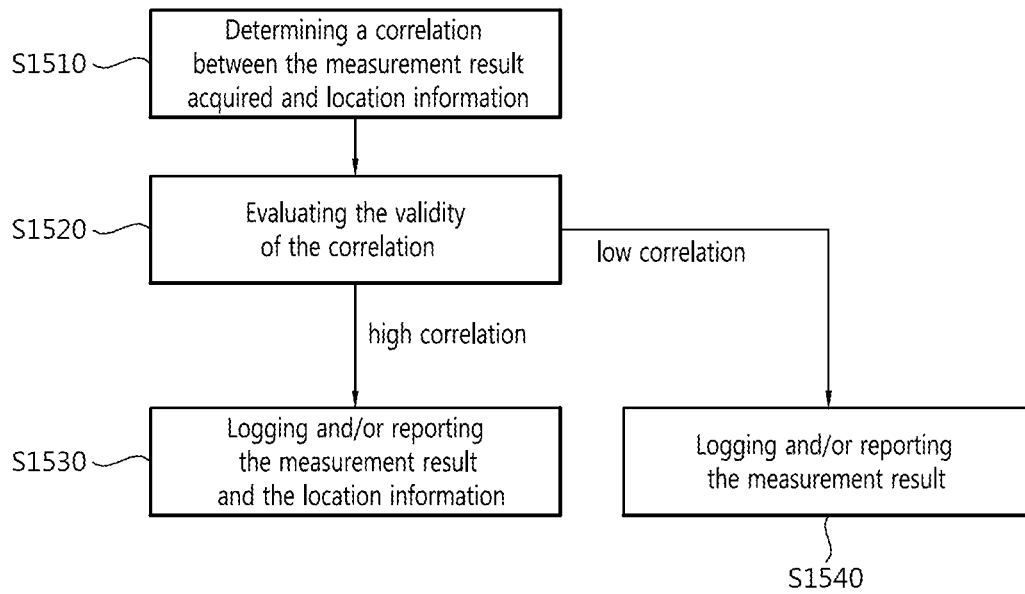 Determining a correlation
between the measurement result
acquired and location information
S1510
Evaluating the validity
of the correlation
S1520
low correlation
high correlation
Logging and/or reporting
the measurement result
and the location information
S1530
Logging and/or reporting
the measurement result
S1540